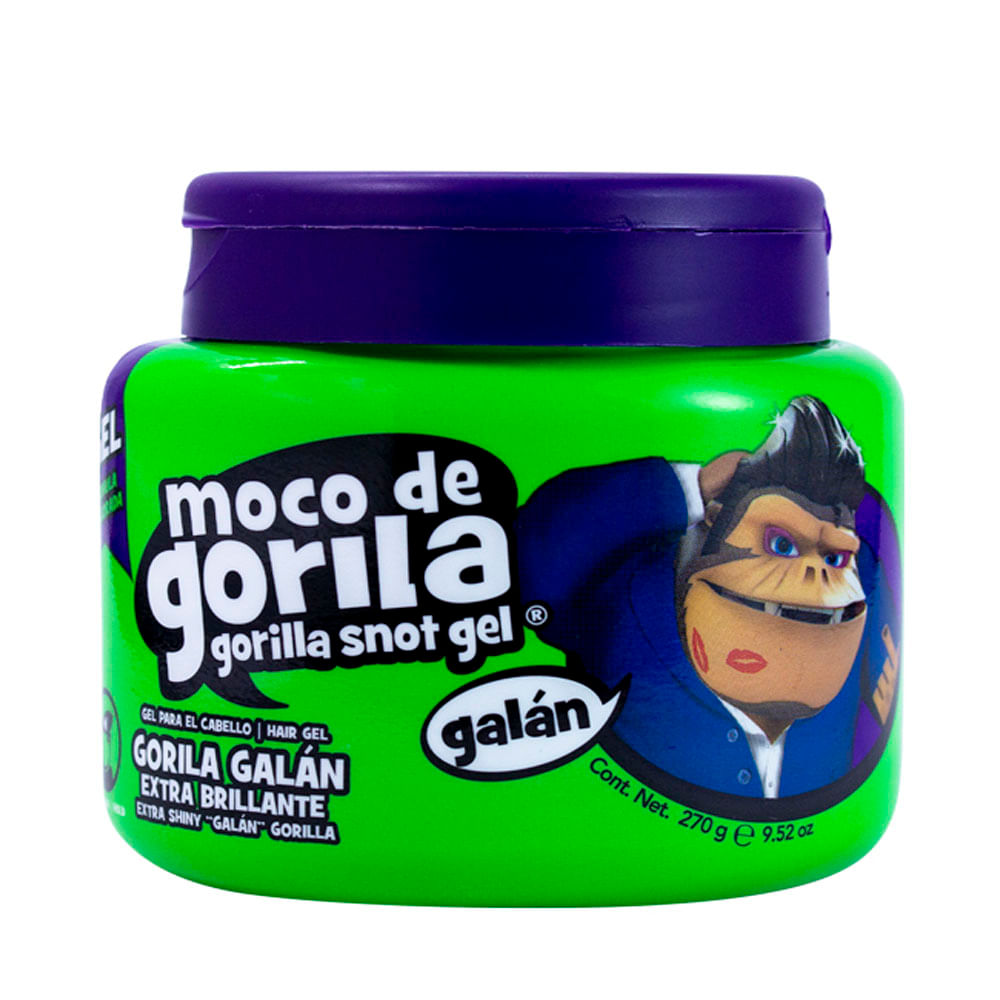 moco de
gorila
gorilla snot gel ®
galán
GEL PARA EL CABELLO | HAIR GEL
GORILA GALÁN
EXTRA BRILLANTE
EXTRA SHINY "GALÁN" GORILLA
Cont. Net. 270 g ℮ 9.52 oz